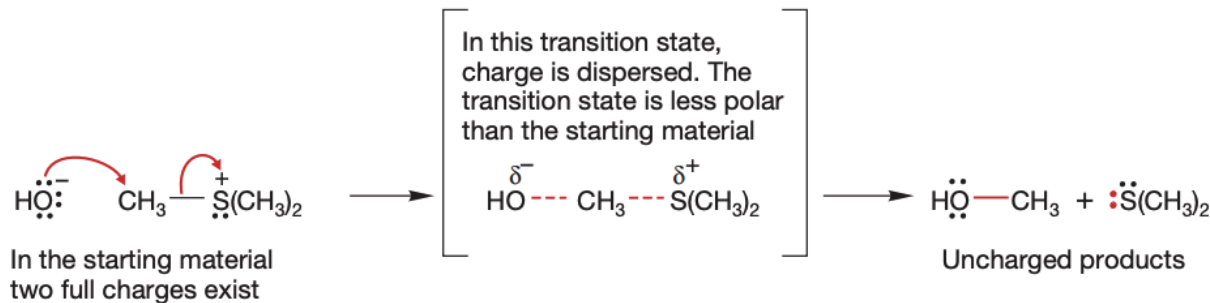 In this transition state,
charge is dispersed. The
transition state is less polar
than the starting material
HO:⁻ CH₃—S⁺(CH₃)₂
HO---CH₃---S(CH₃)₂
δ⁻ δ⁺
HO—CH₃ + :S(CH₃)₂
In the starting material
two full charges exist
Uncharged products